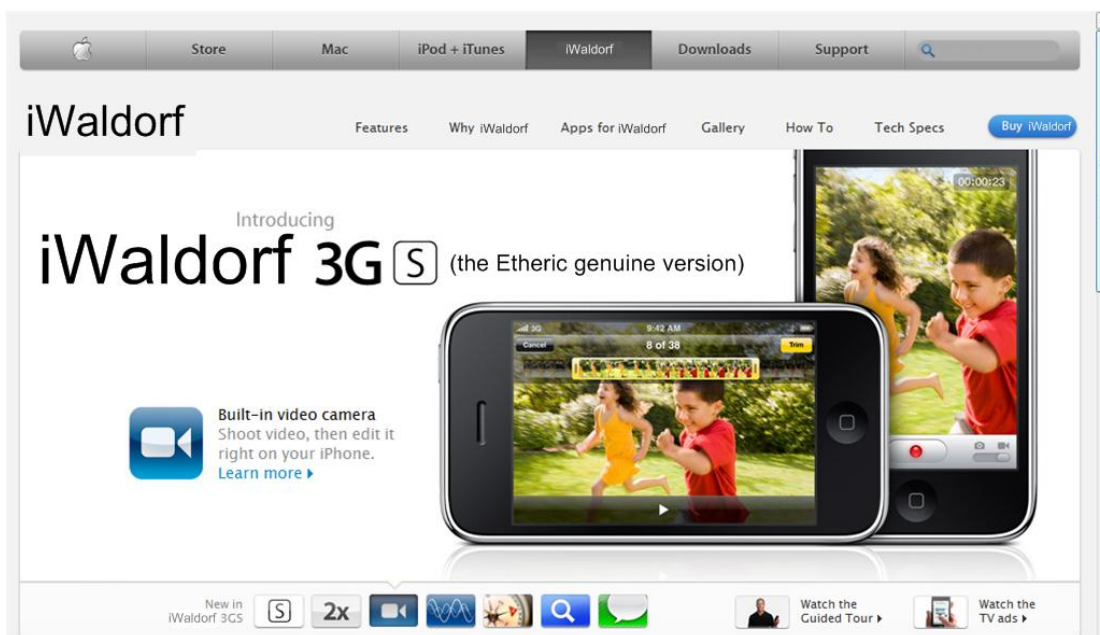 Store Mac iPod + iTunes iWaldorf Downloads Support
iWaldorf
Features Why iWaldorf Apps for iWaldorf Gallery How To Tech Specs Buy iWaldorf
Introducing
iWaldorf 3G S (the Etheric genuine version)
00:00:23
3G 9:42 AM
Cancel 8 of 38 Trim
Built-in video camera
Shoot video, then edit it
right on your iPhone.
Learn more
New in
iWaldorf 3GS
S 2x
Watch the
Guided Tour
Watch the
TV ads